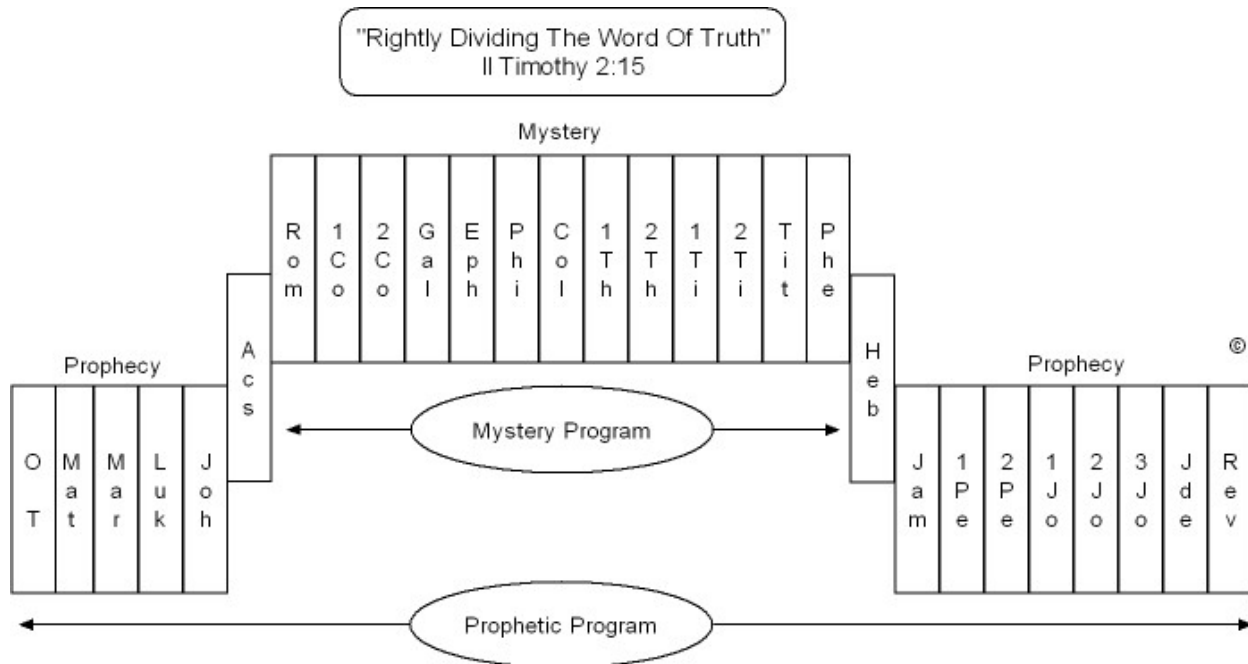 "Rightly Dividing The Word Of Truth"
II Timothy 2:15
Mystery
Rom
1Co
2Co
Gal
Eph
Phi
Col
1Th
2Th
1Ti
2Ti
Tit
Phe
Acs
Heb
©
Prophecy
Prophecy
Mystery Program
OT
Mat
Mar
Luk
Joh
Jam
1Pe
2Pe
1Jo
2Jo
3Jo
Jde
Rev
Prophetic Program